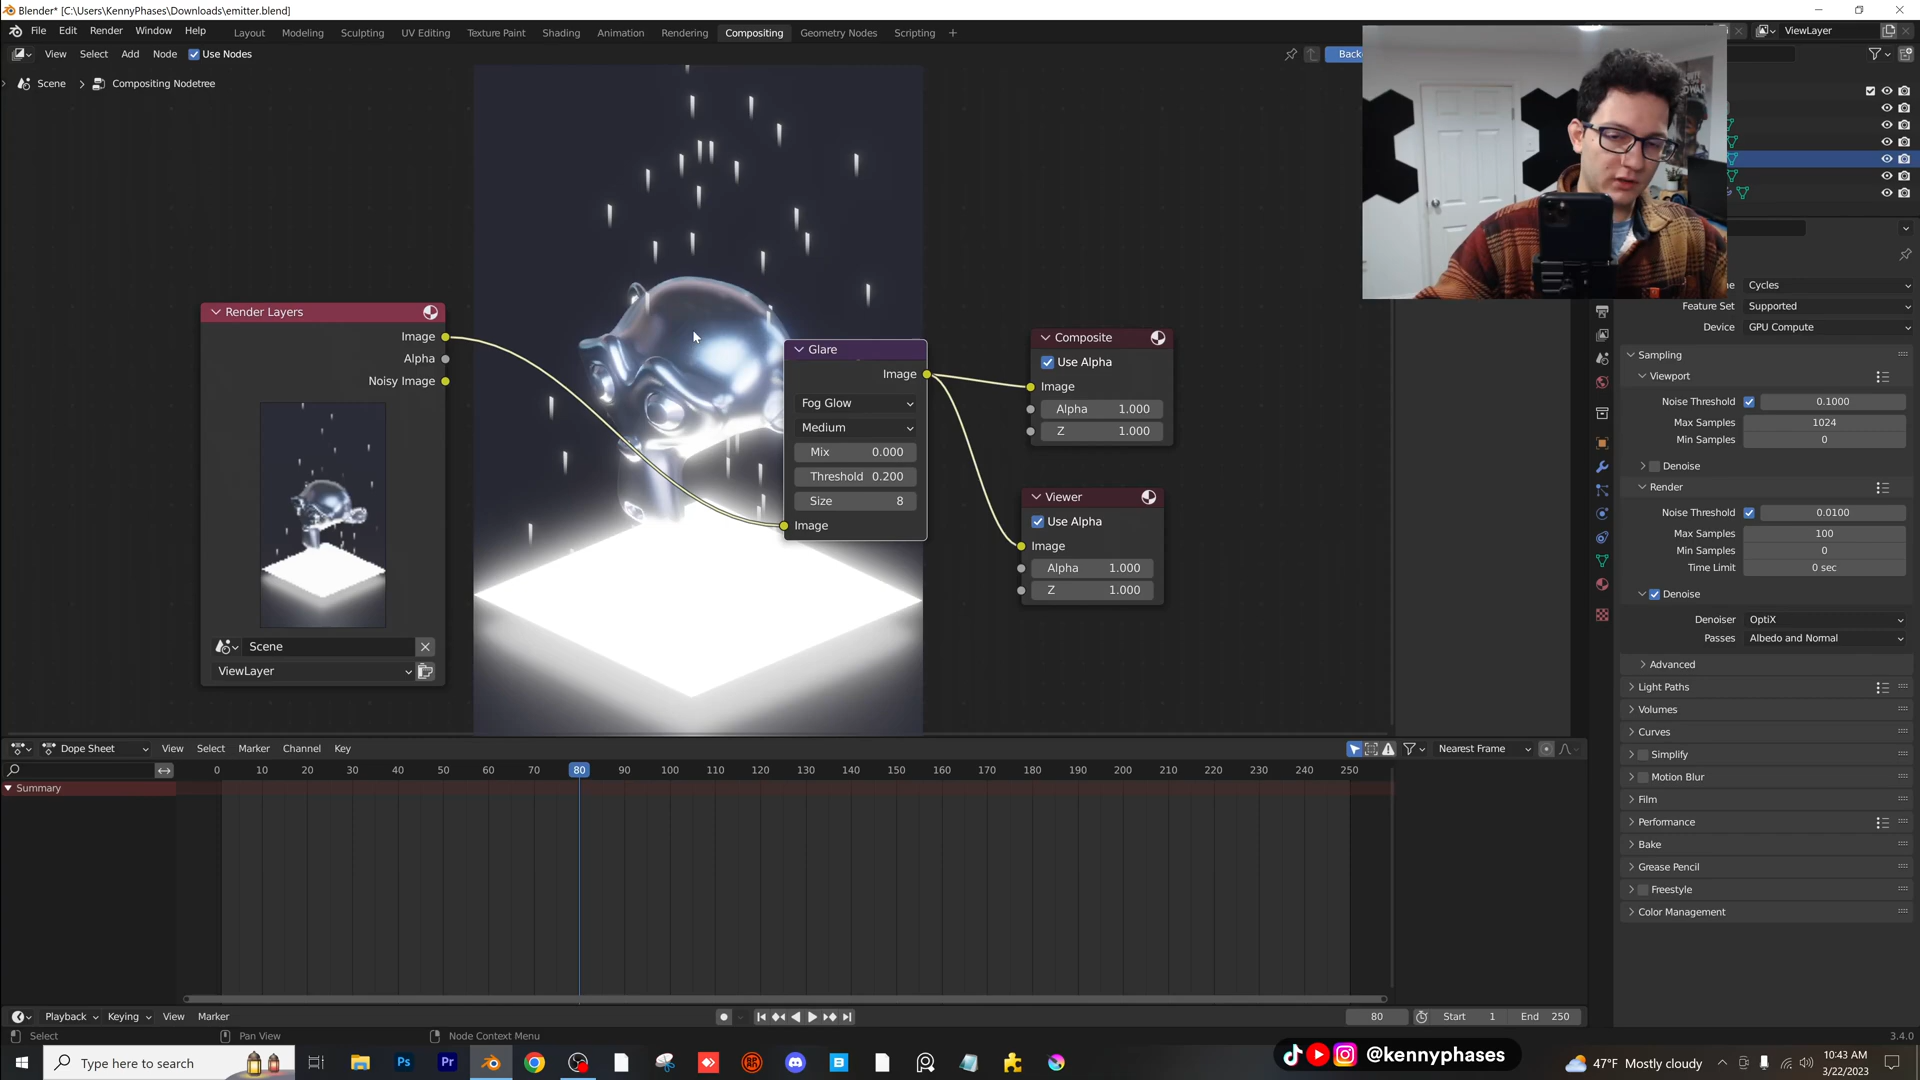 Blender* [C:\Users\KennyPhases\Downloads\emitter.blend]
File Edit Render Window Help Layout Modeling Sculpting UV Editing Texture Paint Shading Animation Rendering Compositing Geometry Nodes Scripting + ViewLayer
View Select Add Node Use Nodes
Scene > Compositing Nodetree
Render Layers
Image
Alpha
Noisy Image
Scene
ViewLayer
Glare
Image
Fog Glow
Medium
Mix 0.000
Threshold 0.200
Size 8
Image
Composite
Use Alpha
Image
Alpha 1.000
Z 1.000
Viewer
Use Alpha
Image
Alpha 1.000
Z 1.000
Cycles
Feature Set Supported
Device GPU Compute
Sampling
Viewport
Noise Threshold 0.1000
Max Samples 1024
Min Samples 0
Denoise
Render
Noise Threshold 0.0100
Max Samples 100
Min Samples 0
Time Limit 0 sec
Denoise
Denoiser OptiX
Passes Albedo and Normal
Advanced
Light Paths
Volumes
Curves
Simplify
Motion Blur
Film
Performance
Bake
Grease Pencil
Freestyle
Color Management
Dope Sheet View Select Marker Channel Key Nearest Frame
0 10 20 30 40 50 60 70 80 90 100 110 120 130 140 150 160 170 180 190 200 210 220 230 240 250
Summary
Playback Keying View Marker 80 Start 1 End 250
Select Pan View Node Context Menu 3.4.0
Type here to search Ps Pr @kennyphases 47°F Mostly cloudy 10:43 AM
3/22/2023